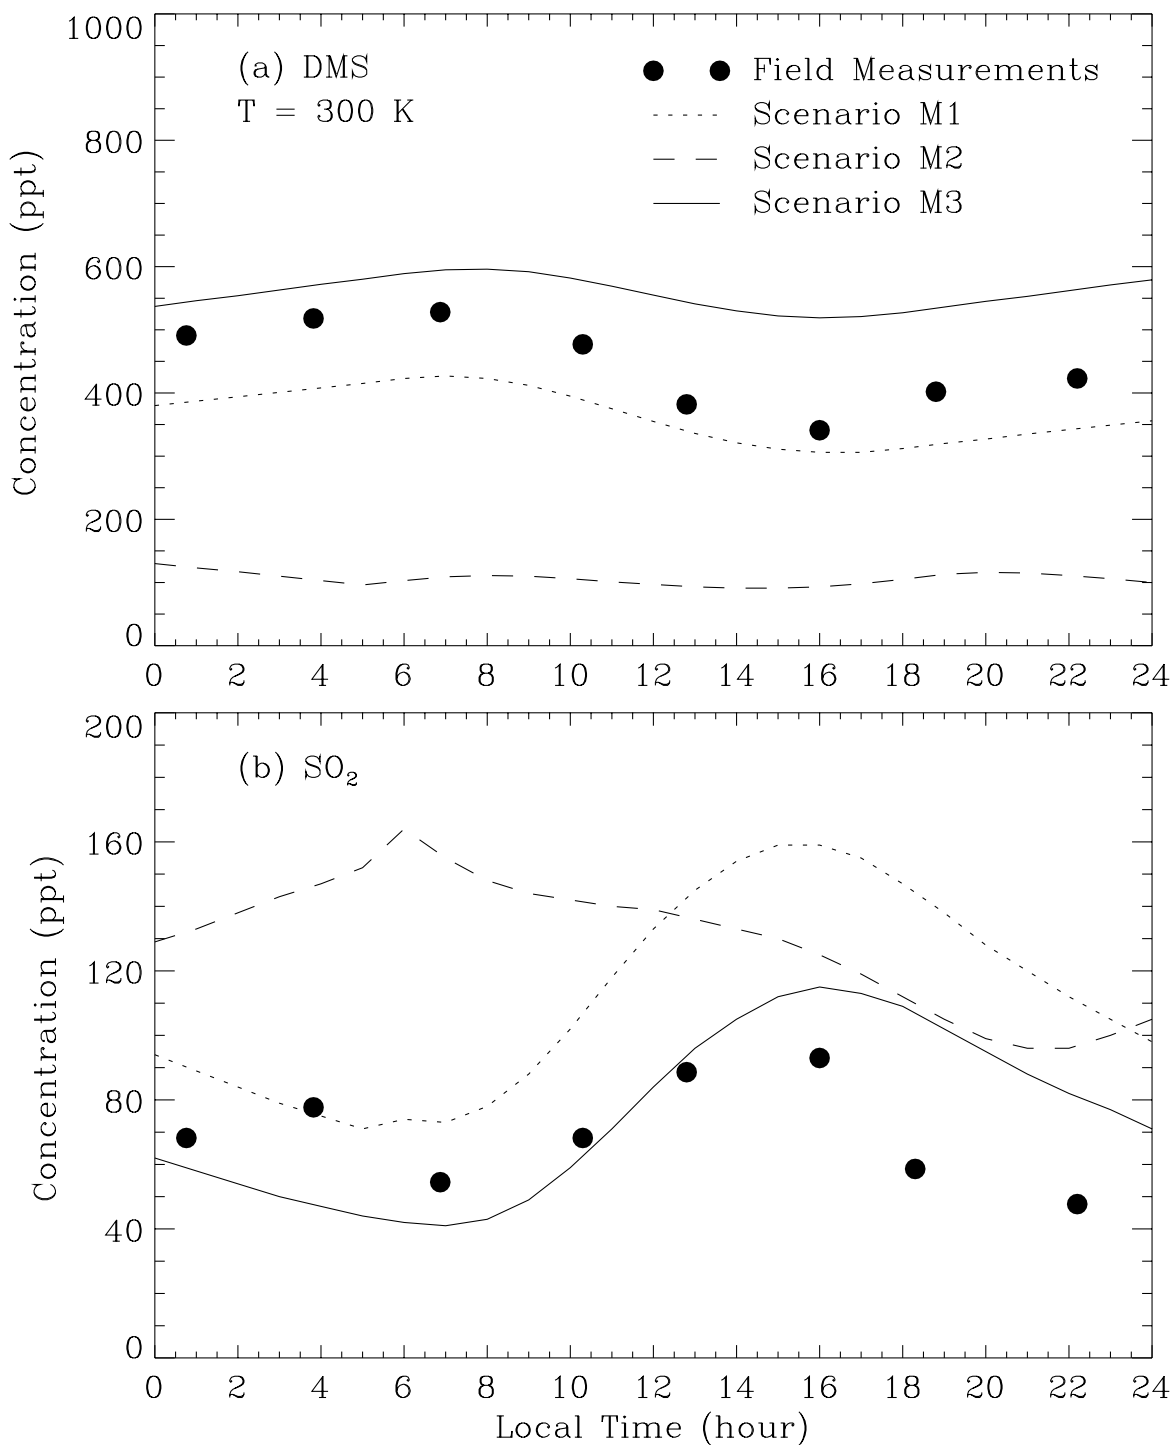 1000
(a) DMS
T = 300 K
Field Measurements
Scenario M1
Scenario M2
Scenario M3
800
600
400
200
0
Concentration (ppt)
0 2 4 6 8 10 12 14 16 18 20 22 24
200
(b) SO₂
160
120
80
40
0
Concentration (ppt)
0 2 4 6 8 10 12 14 16 18 20 22 24
Local Time (hour)